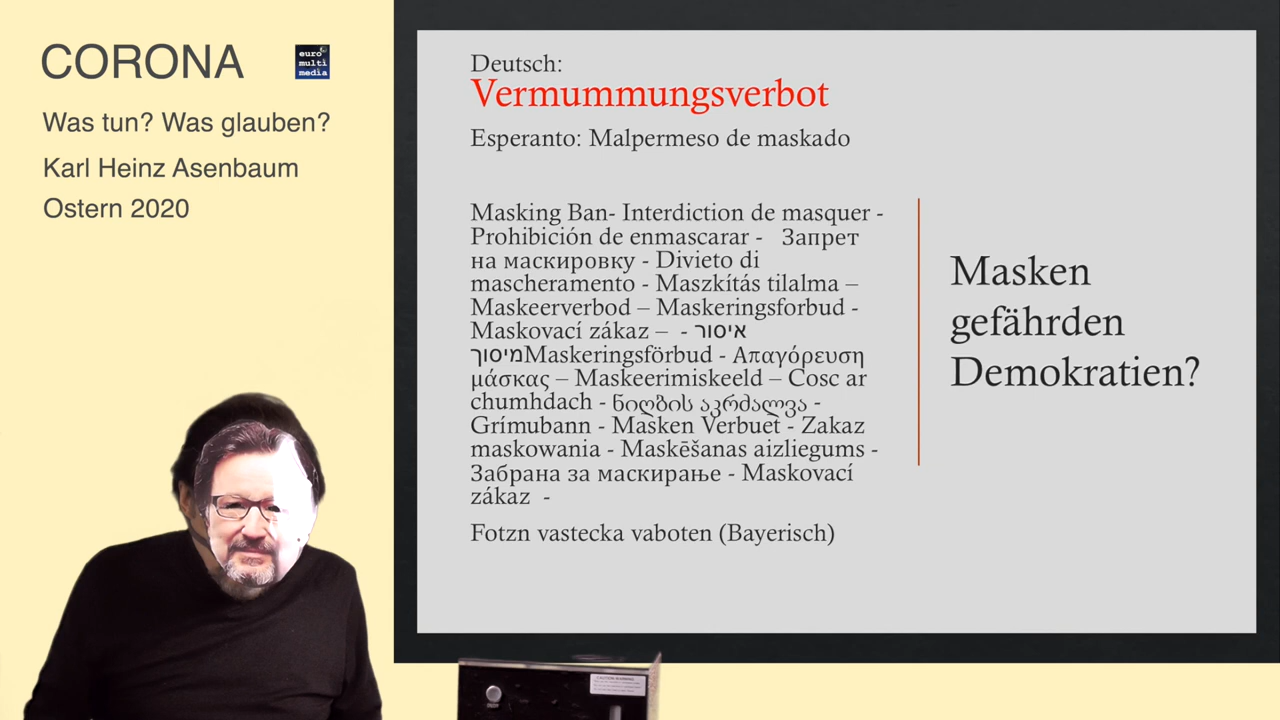 CORONA
euro
multi
media
Was tun? Was glauben?
Karl Heinz Asenbaum
Ostern 2020
Deutsch:
Vermummungsverbot
Esperanto: Malpermeso de maskado
Masking Ban- Interdiction de masquer -
Prohibición de enmascarar - Запрет
на маскировку - Divieto di
mascheramento - Maszkítás tilalma –
Maskeerverbod – Maskeringsforbud -
Maskovací zákaz – - איסור
מיסוךMaskeringsförbud - Απαγόρευση
μάσκας – Maskeerimiskeeld – Cosc ar
chumhdach - ნიღბის აკრძალვა -
Grímubann - Masken Verbuet - Zakaz
maskowania - Maskēšanas aizliegums -
Забрана за маскирање - Maskovací
zákaz -
Fotzn vastecka vaboten (Bayerisch)
Masken
gefährden
Demokratien?
CAUTION/WARNING